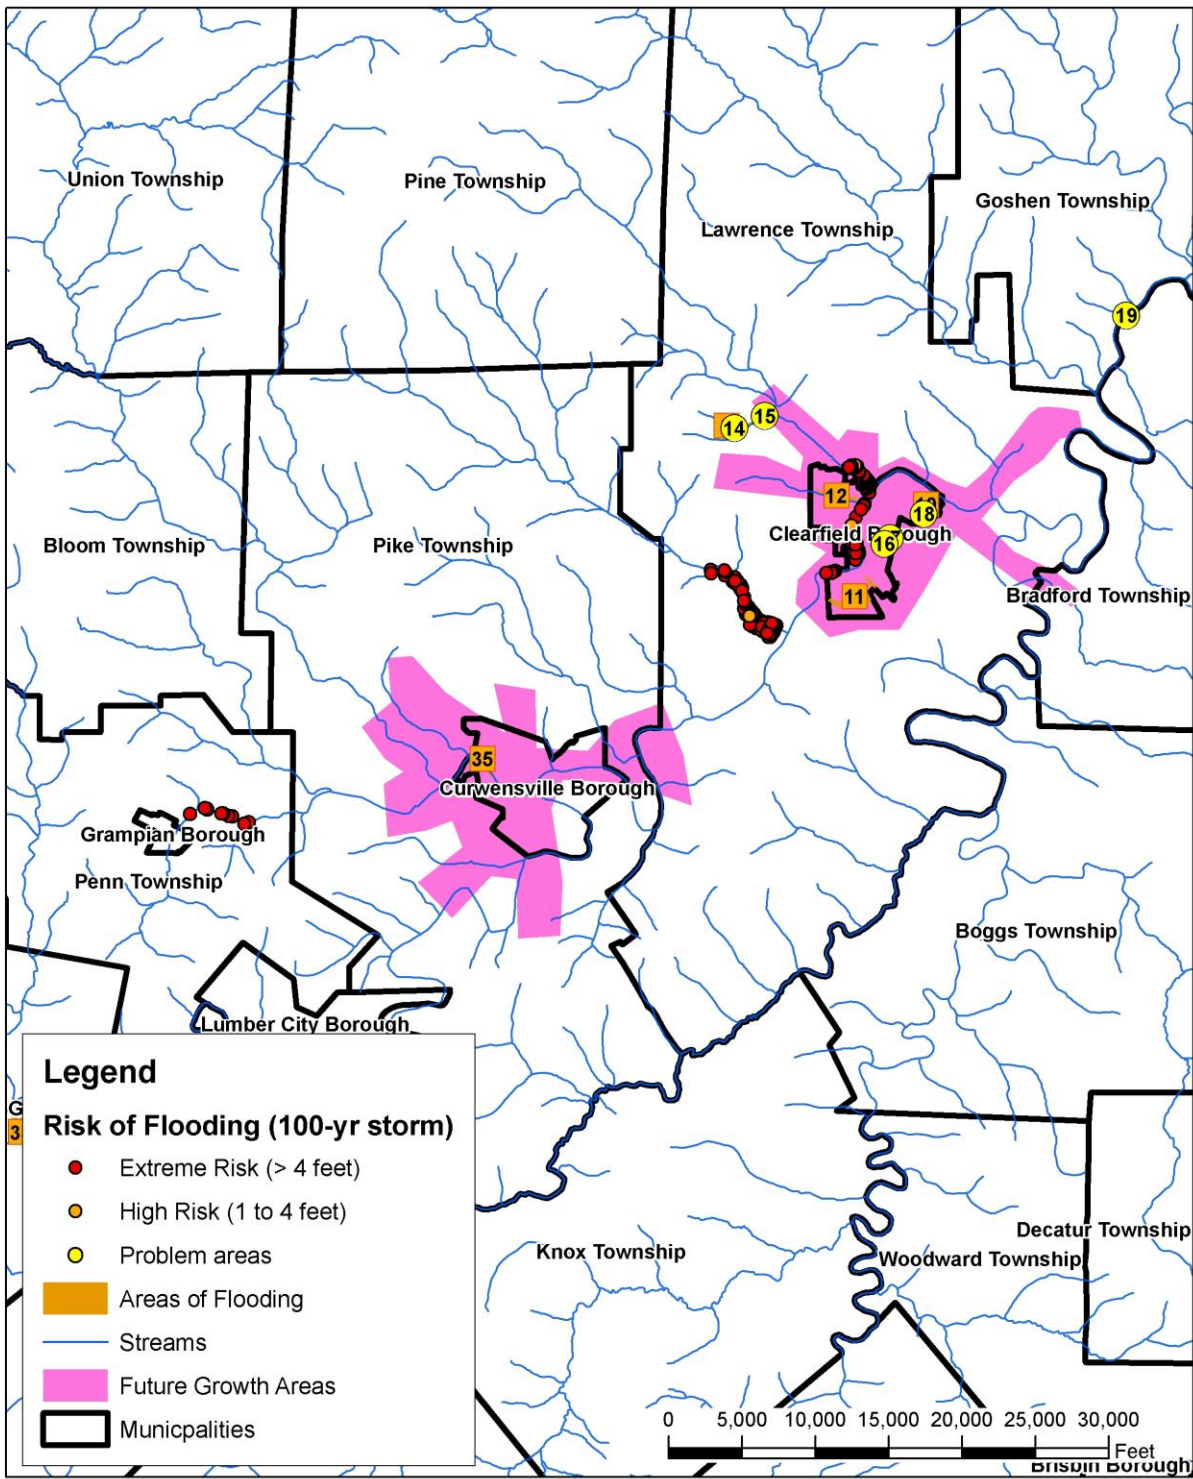 Union Township
Pine Township
Goshen Township
Lawrence Township
19
15
14
12
18
Clearfield Borough
16
Bloom Township
Pike Township
11
Bradford Township
35
Curwensville Borough
Grampian Borough
Penn Township
Boggs Township
Lumber City Borough
Legend
G
Risk of Flooding (100-yr storm)
3
Extreme Risk (> 4 feet)
High Risk (1 to 4 feet)
Problem areas
Decatur Township
Knox Township
Woodward Township
Areas of Flooding
Streams
Future Growth Areas
Municpalities
0 5,000 10,000 15,000 20,000 25,000 30,000
Feet
Brisbin Borough